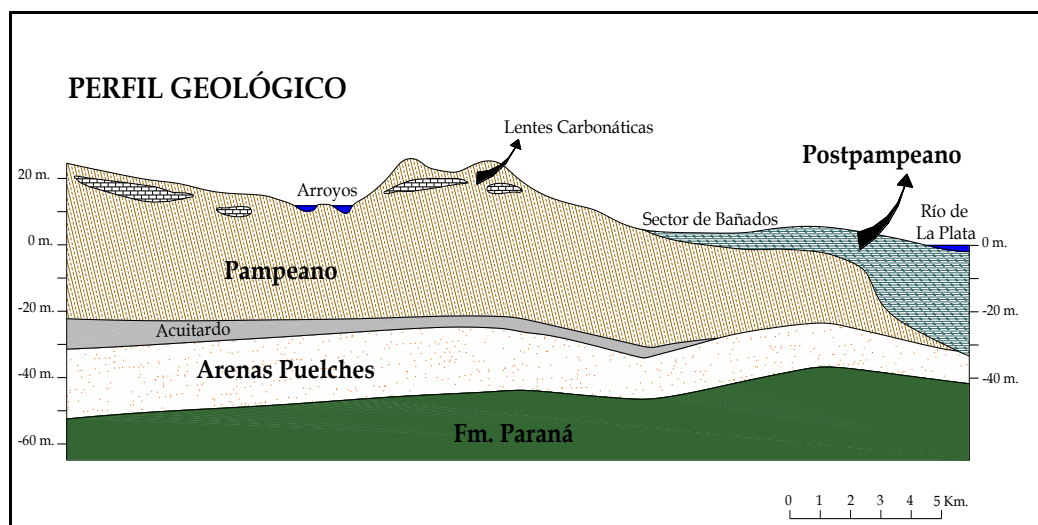 PERFIL GEOLÓGICO
Lentes Carbonáticas
Postpampeano
20 m.
Arroyos
Sector de Bañados
Río de
La Plata
0 m.
0 m.
Pampeano
-20 m.
-20 m.
Acuitardo
Arenas Puelches
-40 m.
-40 m.
Fm. Paraná
-60 m.
0 1 2 3 4 5 Km.